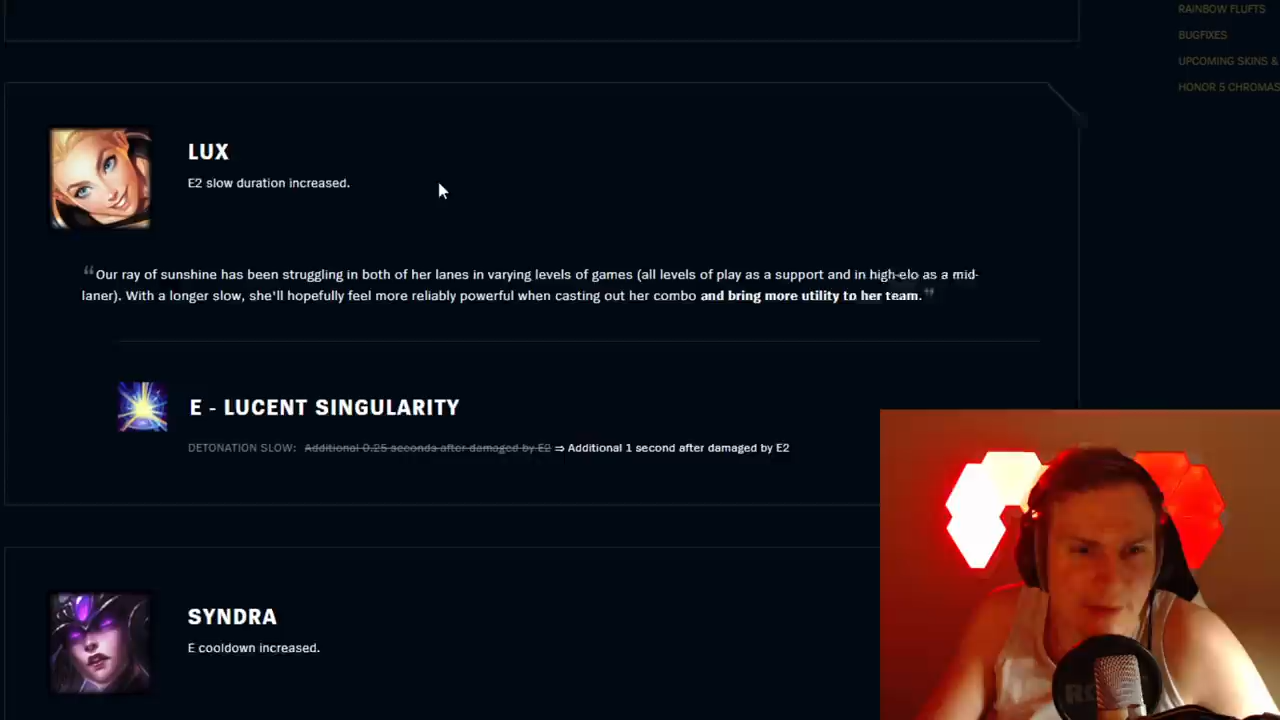 RAINBOW FLUFTS
BUGFIXES
UPCOMING SKINS &
HONOR 5 CHROMAS
LUX
E2 slow duration increased.
“Our ray of sunshine has been struggling in both of her lanes in varying levels of games (all levels of play as a support and in high-elo as a mid-
laner). With a longer slow, she'll hopefully feel more reliably powerful when casting out her combo and bring more utility to her team.”
E - LUCENT SINGULARITY
DETONATION SLOW: Additional 0.25 seconds after damaged by E2 ⇒ Additional 1 second after damaged by E2
SYNDRA
E cooldown increased.